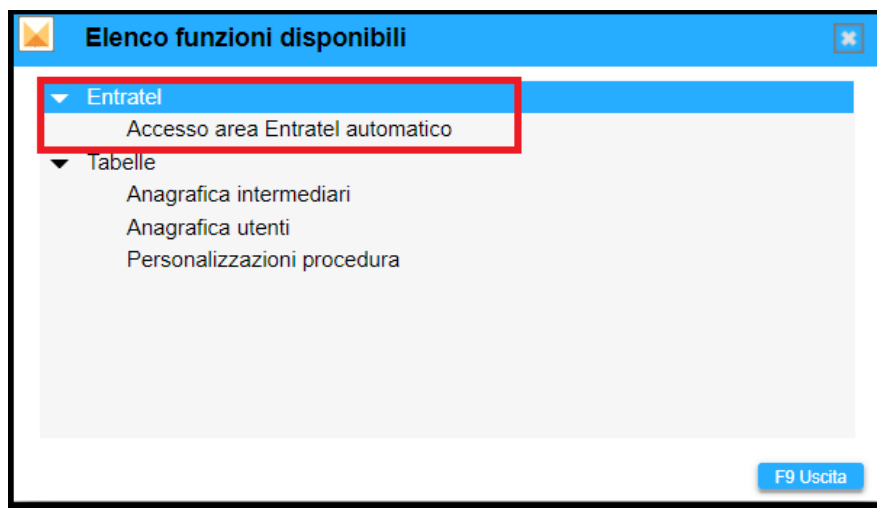 Elenco funzioni disponibili
Entratel
Accesso area Entratel automatico
Tabelle
Anagrafica intermediari
Anagrafica utenti
Personalizzazioni procedura
F9 Uscita